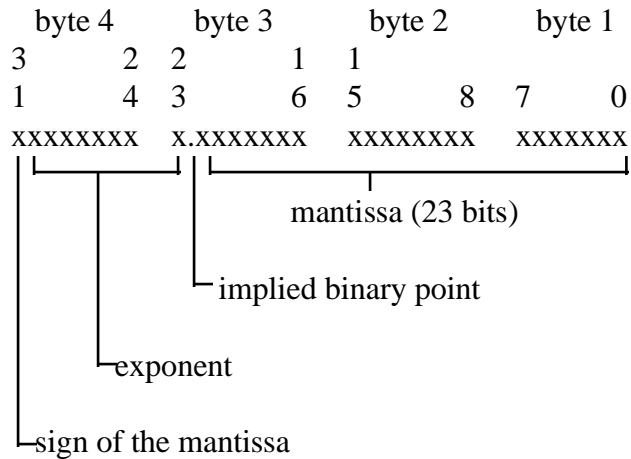 byte 4 byte 3 byte 2 byte 1
3 2 2 1 1
1 4 3 6 5 8 7 0
xxxxxxxx x.xxxxxxx xxxxxxxx xxxxxxx
mantissa (23 bits)
implied binary point
exponent
sign of the mantissa